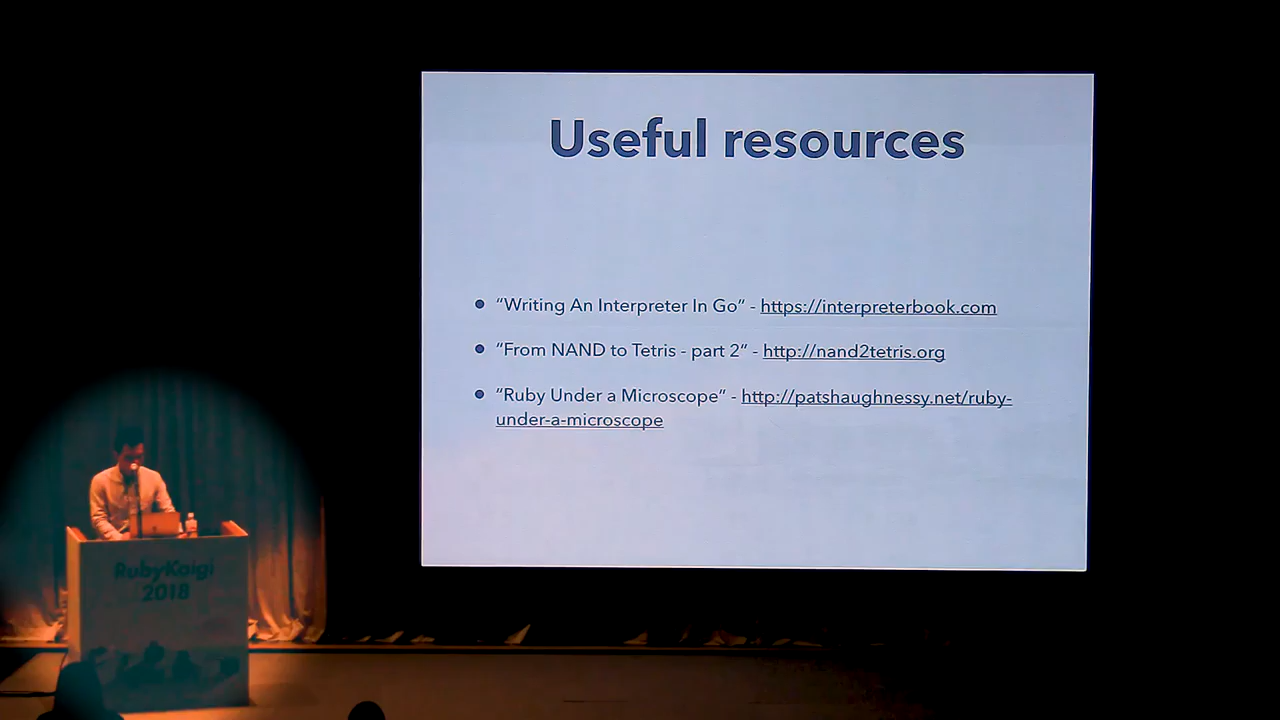 Useful resources
“Writing An Interpreter In Go” - https://interpreterbook.com
“From NAND to Tetris - part 2” - http://nand2tetris.org
“Ruby Under a Microscope” - http://patshaughnessy.net/ruby-
under-a-microscope
RubyKaigi
2018